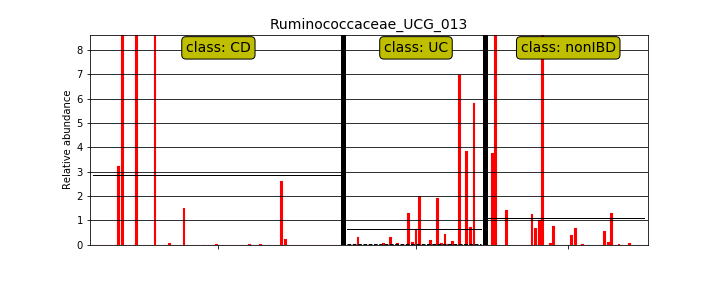 Ruminococcaceae_UCG_013
class: CD
class: UC
class: nonIBD
Relative abundance
8
7
6
5
4
3
2
1
0